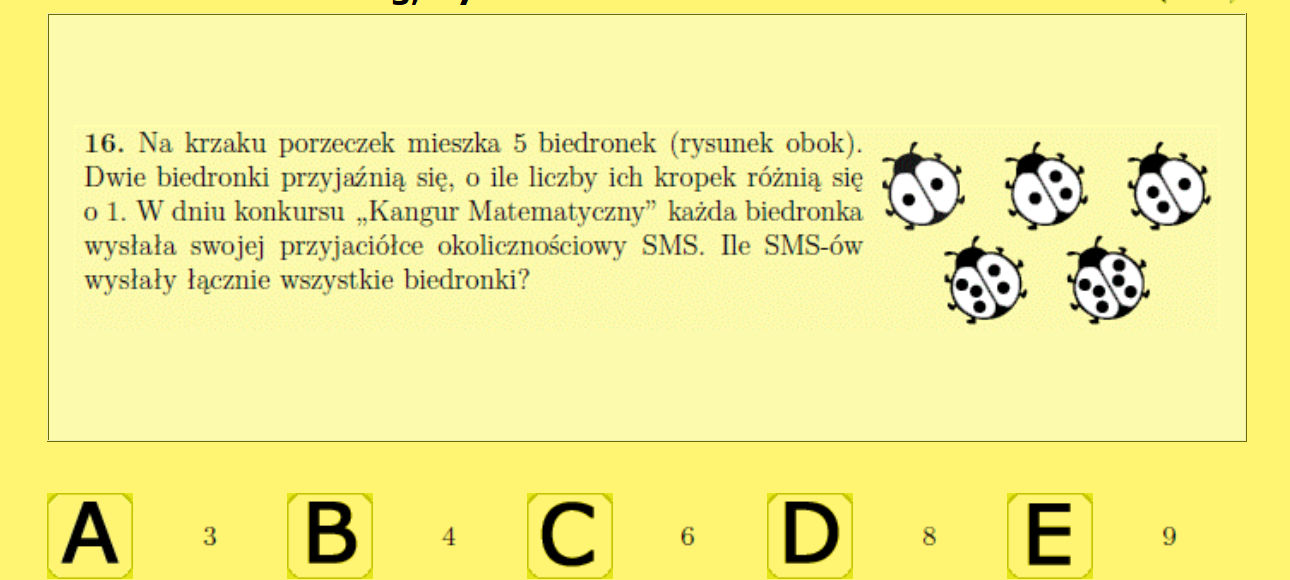 16. Na krzaku porzeczek mieszka 5 biedronek (rysunek obok).
Dwie biedronki przyjaźnią się, o ile liczby ich kropek różnią się
o 1. W dniu konkursu „Kangur Matematyczny” każda biedronka
wysłała swojej przyjaciółce okolicznościowy SMS. Ile SMS-ów
wysłały łącznie wszystkie biedronki?
A 3 B 4 C 6 D 8 E 9